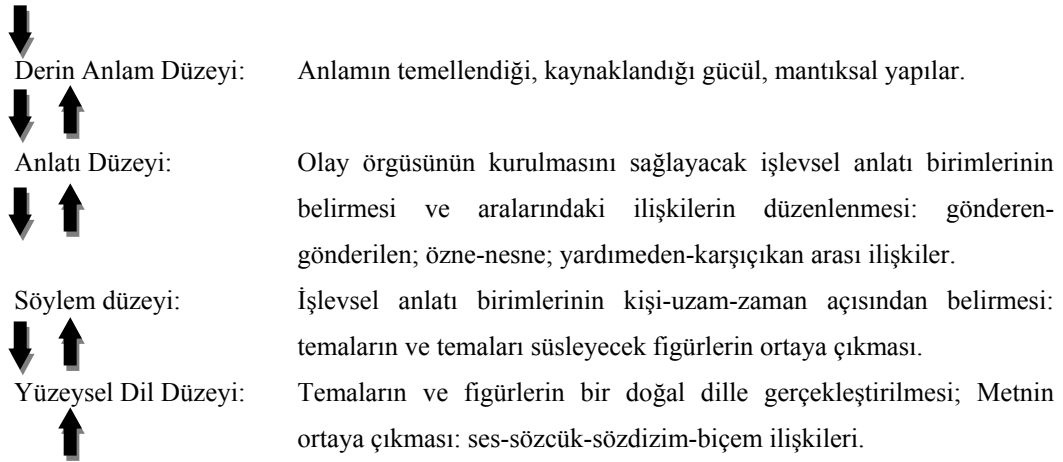 Derin Anlam Düzeyi: Anlamın temellendiği, kaynaklandığı gücül, mantıksal yapılar.
Anlatı Düzeyi: Olay örgüsünün kurulmasını sağlayacak işlevsel anlatı birimlerinin
belirmesi ve aralarındaki ilişkilerin düzenlenmesi: gönderen-
gönderilen; özne-nesne; yardımeden-karşıçıkan arası ilişkiler.
Söylem düzeyi: İşlevsel anlatı birimlerinin kişi-uzam-zaman açısından belirmesi:
temaların ve temaları süsleyecek figürlerin ortaya çıkması.
Yüzeysel Dil Düzeyi: Temaların ve figürlerin bir doğal dille gerçekleştirilmesi; Metnin
ortaya çıkması: ses-sözcük-sözdizim-biçem ilişkileri.